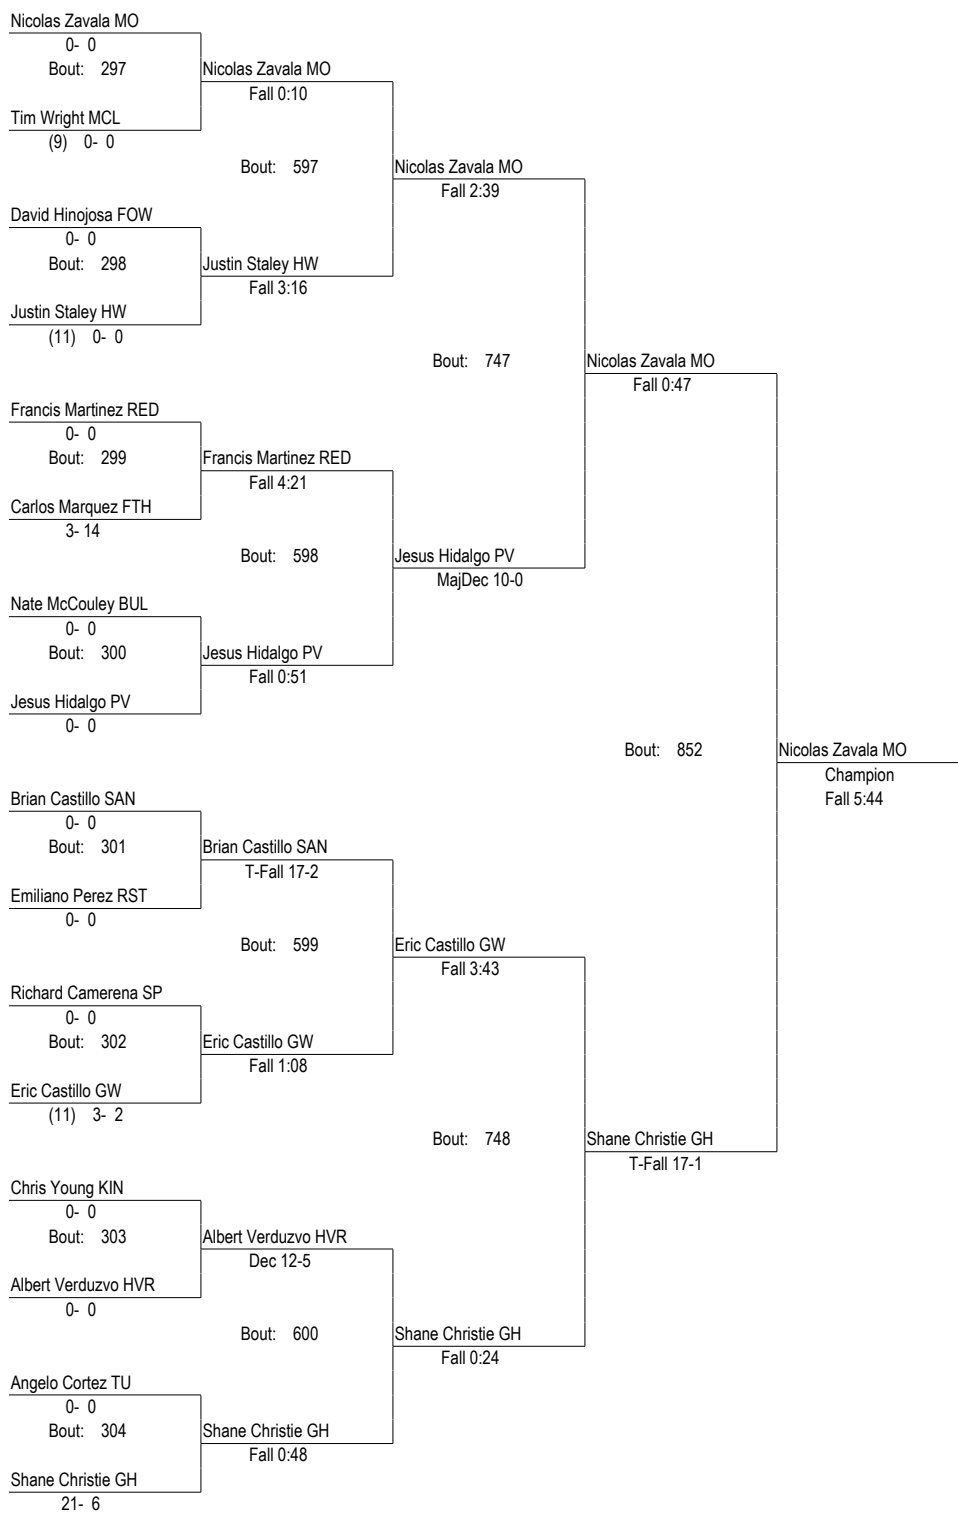 Nicolas Zavala MO
0- 0
Bout: 297
Nicolas Zavala MO
Fall 0:10
Tim Wright MCL
(9) 0- 0
Bout: 597
Nicolas Zavala MO
Fall 2:39
David Hinojosa FOW
0- 0
Bout: 298
Justin Staley HW
Fall 3:16
Justin Staley HW
(11) 0- 0
Bout: 747
Nicolas Zavala MO
Fall 0:47
Francis Martinez RED
0- 0
Bout: 299
Francis Martinez RED
Fall 4:21
Carlos Marquez FTH
3- 14
Bout: 598
Jesus Hidalgo PV
MajDec 10-0
Nate McCouley BUL
0- 0
Bout: 300
Jesus Hidalgo PV
Fall 0:51
Jesus Hidalgo PV
0- 0
Bout: 852
Nicolas Zavala MO
Champion
Fall 5:44
Brian Castillo SAN
0- 0
Bout: 301
Brian Castillo SAN
T-Fall 17-2
Emiliano Perez RST
0- 0
Bout: 599
Eric Castillo GW
Fall 3:43
Richard Camerena SP
0- 0
Bout: 302
Eric Castillo GW
Fall 1:08
Eric Castillo GW
(11) 3- 2
Bout: 748
Shane Christie GH
T-Fall 17-1
Chris Young KIN
0- 0
Bout: 303
Albert Verduzvo HVR
Dec 12-5
Albert Verduzvo HVR
0- 0
Bout: 600
Shane Christie GH
Fall 0:24
Angelo Cortez TU
0- 0
Bout: 304
Shane Christie GH
Fall 0:48
Shane Christie GH
21- 6